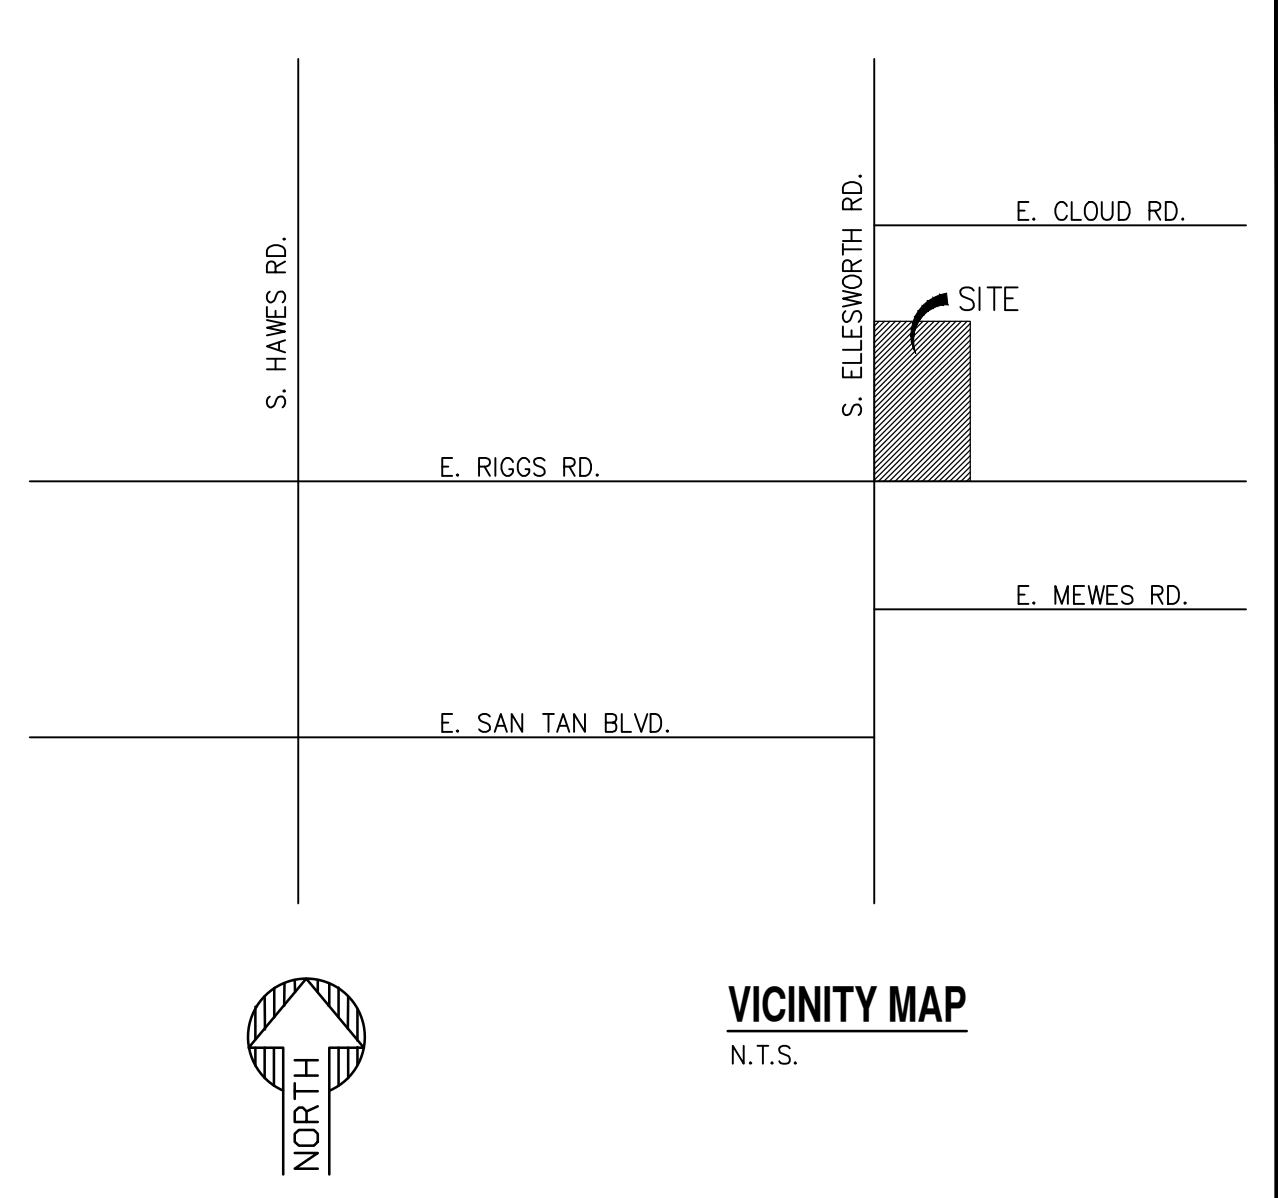 E. CLOUD RD.
S. ELLESWORTH RD.
S. HAWES RD.
SITE
E. RIGGS RD.
E. MEWES RD.
E. SAN TAN BLVD.
NORTH
VICINITY MAP
N.T.S.